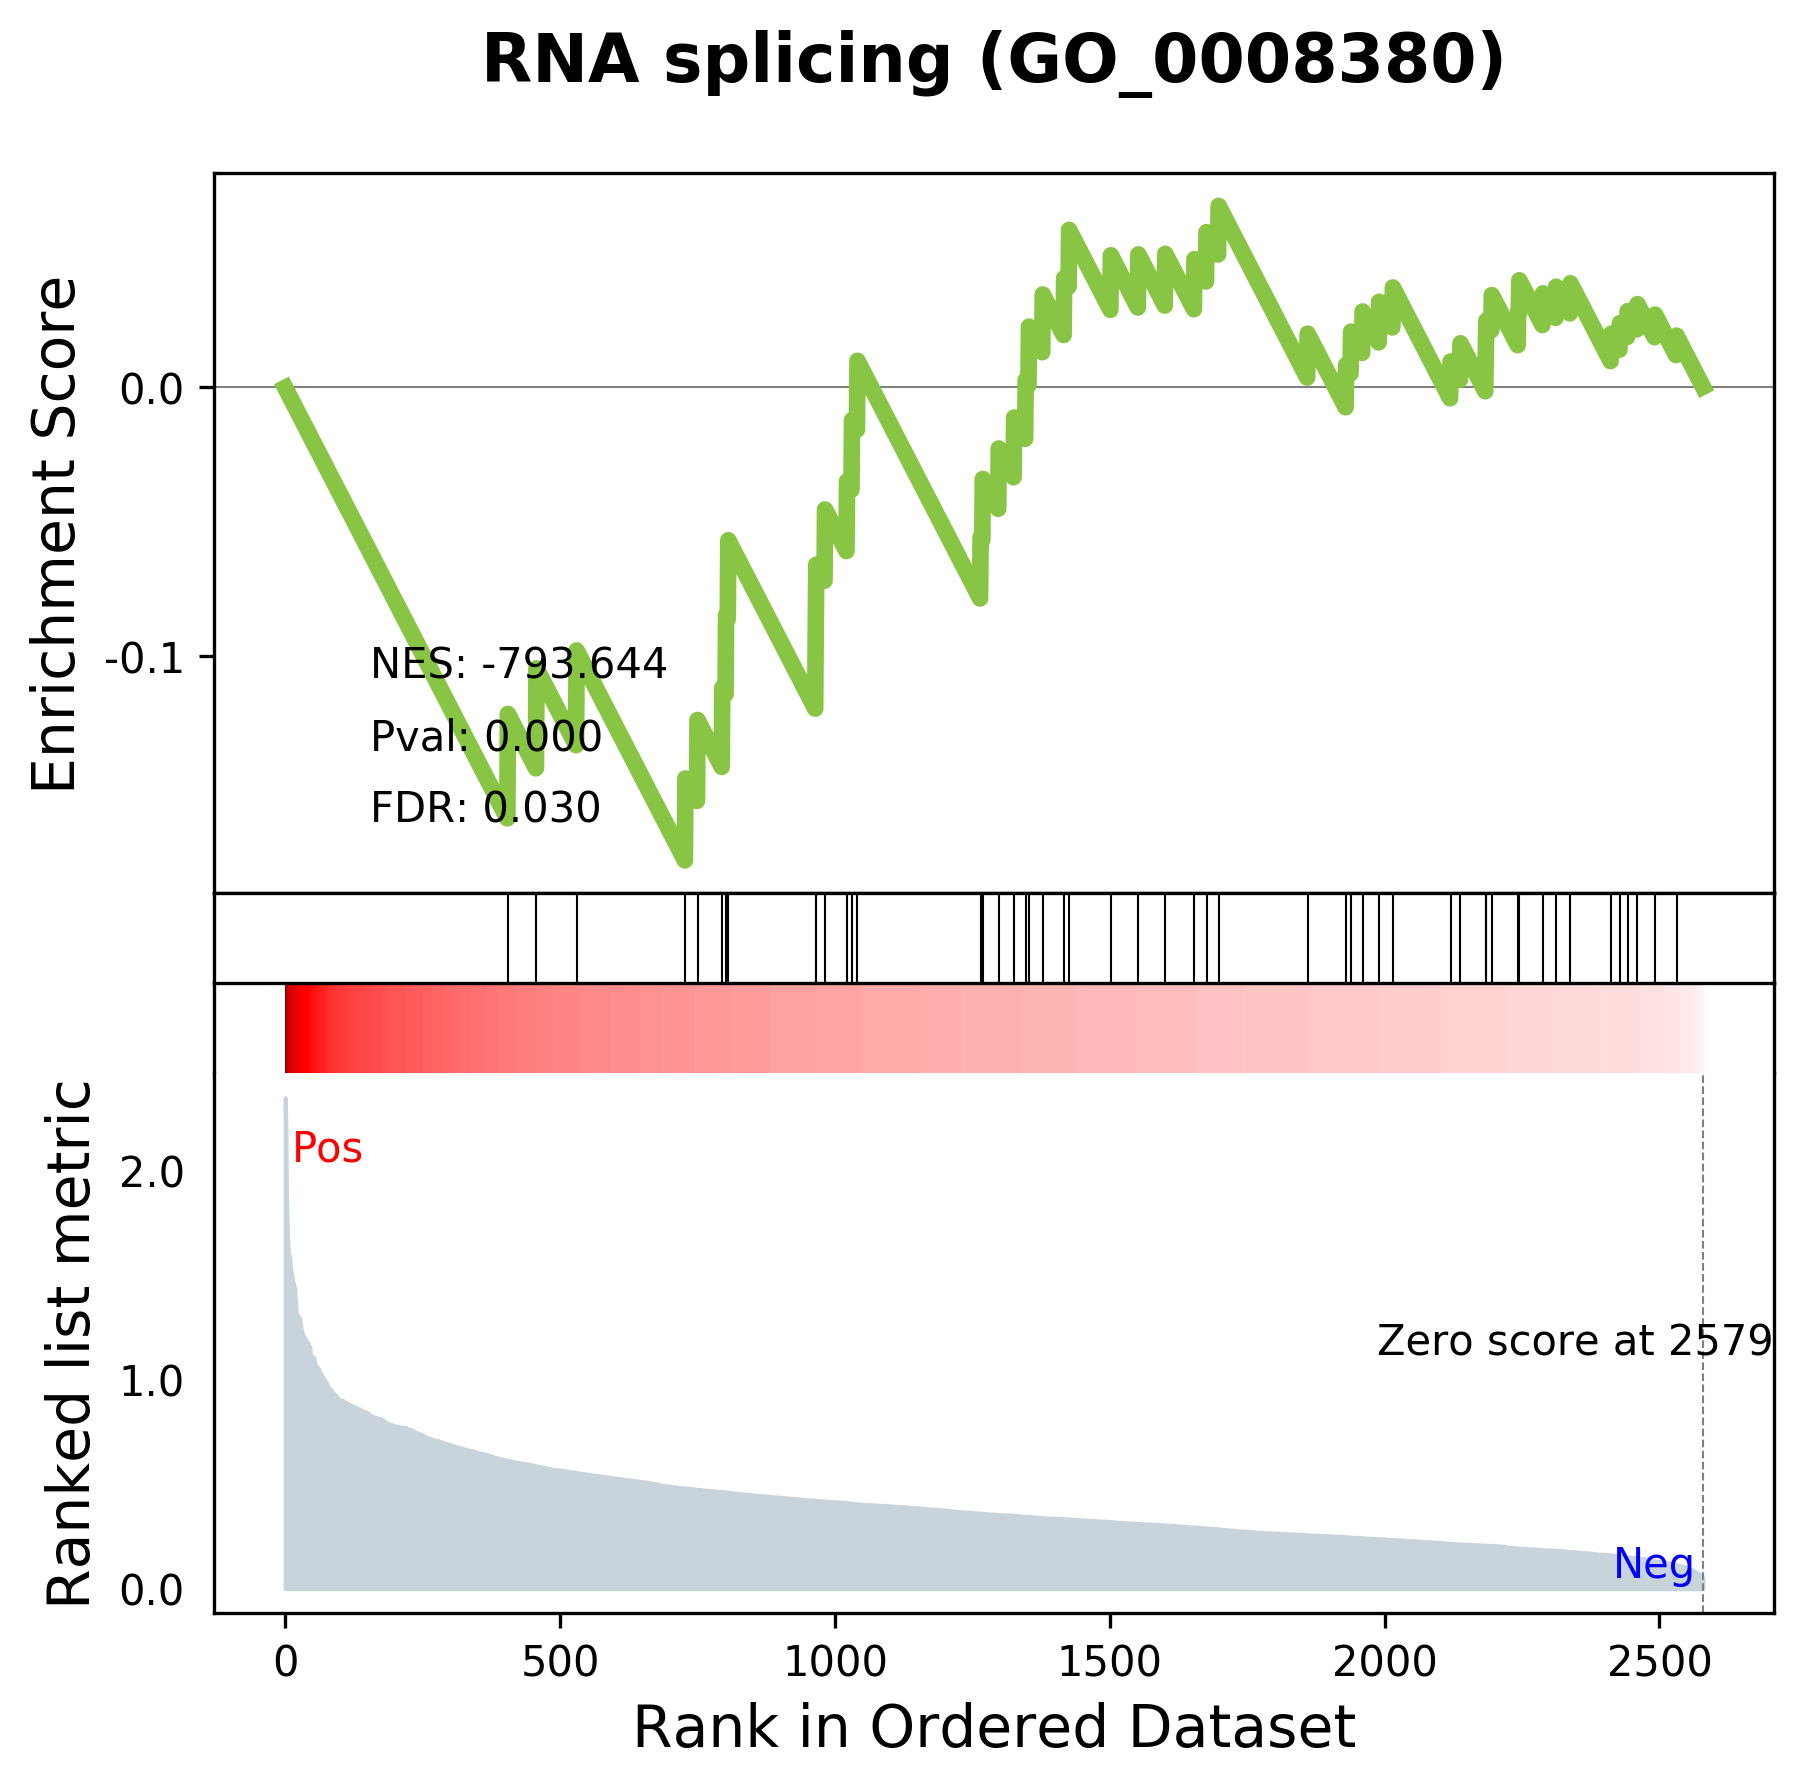 RNA splicing (GO_0008380)
Enrichment Score
0.0
-0.1
NES: -793.644
Pval: 0.000
FDR: 0.030
Ranked list metric
2.0
1.0
0.0
Pos
Zero score at 2579
Neg
0 500 1000 1500 2000 2500
Rank in Ordered Dataset